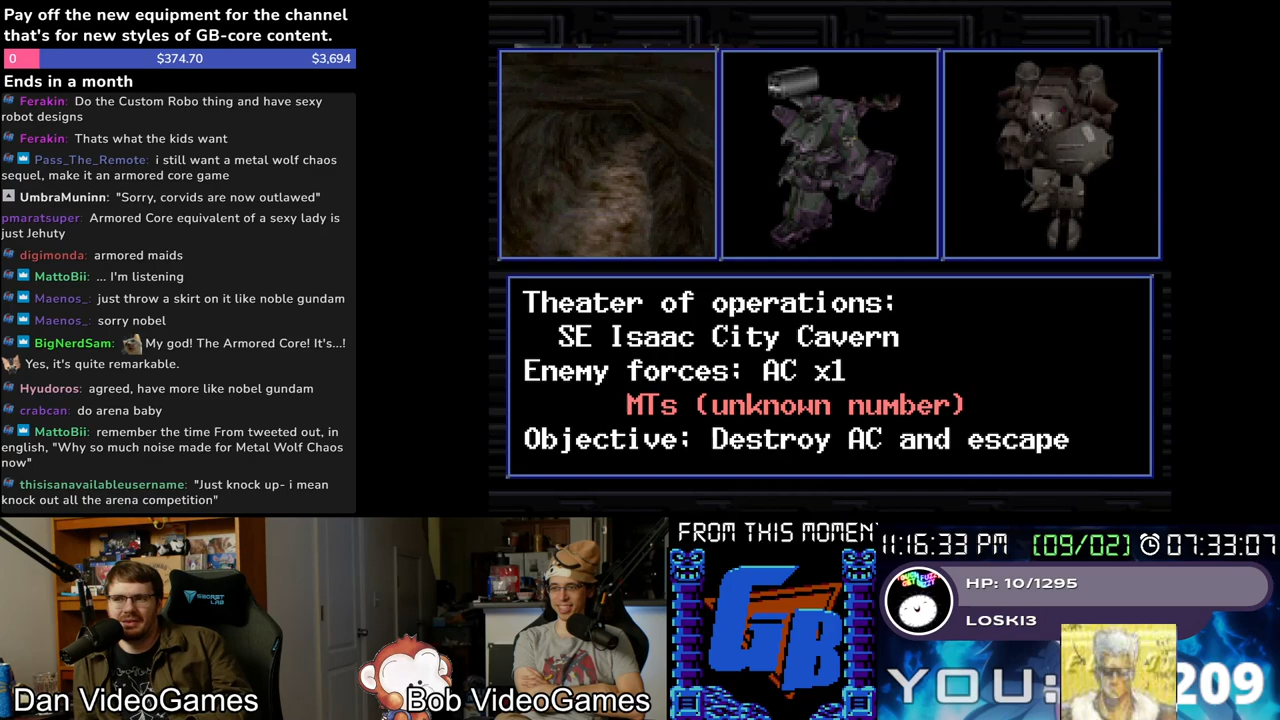 Pay off the new equipment for the channel
that's for new styles of GB-core content.
0 $374.70 $3,694
Ends in a month
Ferakin: Do the Custom Robo thing and have sexy
robot designs
Ferakin: Thats what the kids want
Pass_The_Remote: i still want a metal wolf chaos
sequel, make it an armored core game
UmbraMuninn: "Sorry, corvids are now outlawed"
pmaratsuper: Armored Core equivalent of a sexy lady is
just Jehuty
digimonda: armored maids
MattoBii: ... I'm listening
Maenos_: just throw a skirt on it like noble gundam
Maenos_: sorry nobel
BigNerdSam: My god! The Armored Core! It's...!
Yes, it's quite remarkable.
Hyudoros: agreed, have more like nobel gundam
crabcan: do arena baby
MattoBii: remember the time From tweeted out, in
english, "Why so much noise made for Metal Wolf Chaos
now"
thisisanavailableusername: "Just knock up- i mean
knock out all the arena competition"
Theater of operations;
SE Isaac City Cavern
Enemy forces; AC x1
MTs (unknown number)
Objective; Destroy AC and escape
SECRETLAB
Dan VideoGames
Bob VideoGames
FROM THIS MOMEN
GB
11:16:33 PM [09/02] 07:33:07
HP: 10/1295
LOSKI3
YOU: 209